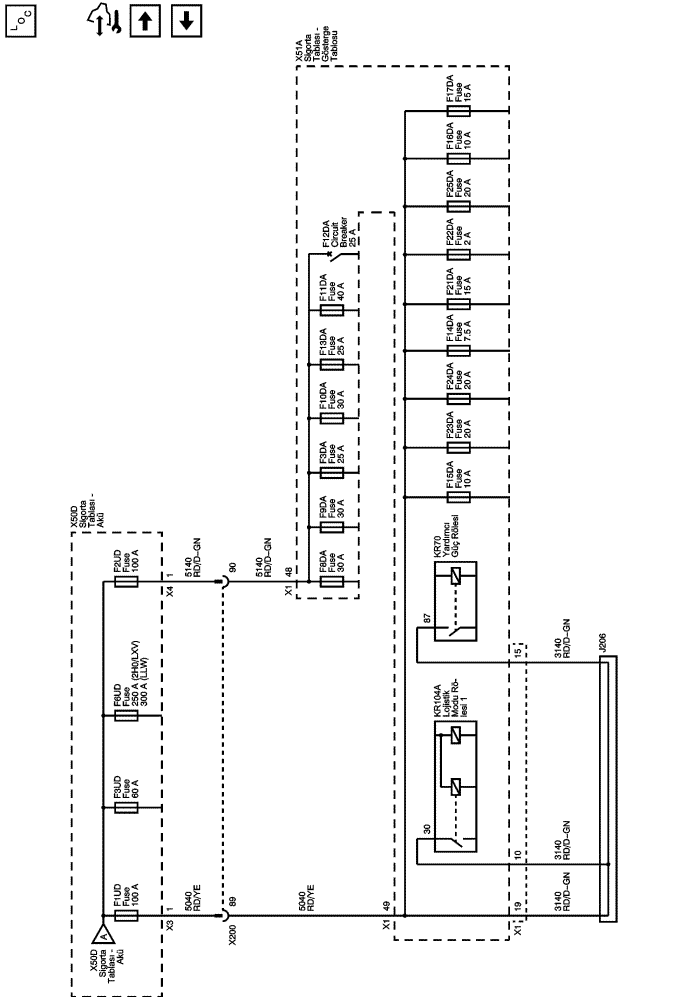 LOC
X51A
Sigorta
Tablası -
Gösterge
Tablosu
F17DA
Fuse
15 A
F16DA
Fuse
10 A
F25DA
Fuse
20 A
F22DA
Fuse
2 A
F21DA
Fuse
15 A
F14DA
Fuse
7.5 A
F24DA
Fuse
20 A
F23DA
Fuse
20 A
F15DA
Fuse
10 A
F12DA
Circuit
Breaker
25 A
F11DA
Fuse
40 A
F13DA
Fuse
25 A
F10DA
Fuse
30 A
F3DA
Fuse
25 A
F9DA
Fuse
30 A
F8DA
Fuse
30 A
X50D
Sigorta
Tablası -
Akü
F2UD
Fuse
100 A
F6UD
Fuse
250 A (2H0/LXV)
300 A (LLW)
F3UD
Fuse
60 A
F1UD
Fuse
100 A
A
X50D
Sigorta
Tablası -
Akü
1
X4
5140
RD/D-GN
90
5140
RD/D-GN
48
X1
1
X3
5040
RD/YE
89
X200
5040
RD/YE
49
X1
KR70
Yardımcı
Güç Rölesi
87
KR104A
Lojistik
Modu Rö-
lesi 1
30
15
3140
RD/D-GN
10
3140
RD/D-GN
19
X1
3140
RD/D-GN
J206